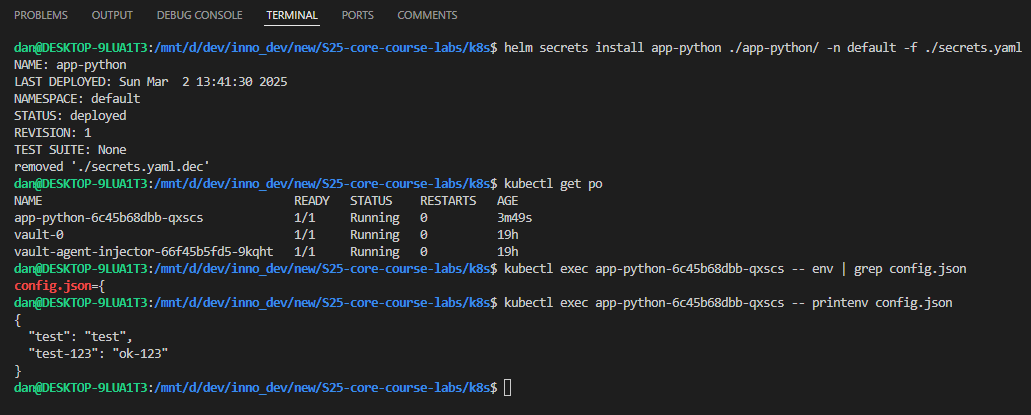 PROBLEMS OUTPUT DEBUG CONSOLE TERMINAL PORTS COMMENTS
dan@DESKTOP-9LUA1T3:/mnt/d/dev/inno_dev/new/S25-core-course-labs/k8s$ helm secrets install app-python ./app-python/ -n default -f ./secrets.yaml
NAME: app-python
LAST DEPLOYED: Sun Mar  2 13:41:30 2025
NAMESPACE: default
STATUS: deployed
REVISION: 1
TEST SUITE: None
removed './secrets.yaml.dec'
dan@DESKTOP-9LUA1T3:/mnt/d/dev/inno_dev/new/S25-core-course-labs/k8s$ kubectl get po
NAME                                    READY   STATUS    RESTARTS   AGE
app-python-6c45b68dbb-qxscs             1/1     Running   0          3m49s
vault-0                                 1/1     Running   0          19h
vault-agent-injector-66f45b5fd5-9kqht   1/1     Running   0          19h
dan@DESKTOP-9LUA1T3:/mnt/d/dev/inno_dev/new/S25-core-course-labs/k8s$ kubectl exec app-python-6c45b68dbb-qxscs -- env | grep config.json
config.json={
dan@DESKTOP-9LUA1T3:/mnt/d/dev/inno_dev/new/S25-core-course-labs/k8s$ kubectl exec app-python-6c45b68dbb-qxscs -- printenv config.json
{
  "test": "test",
  "test-123": "ok-123"
}
dan@DESKTOP-9LUA1T3:/mnt/d/dev/inno_dev/new/S25-core-course-labs/k8s$